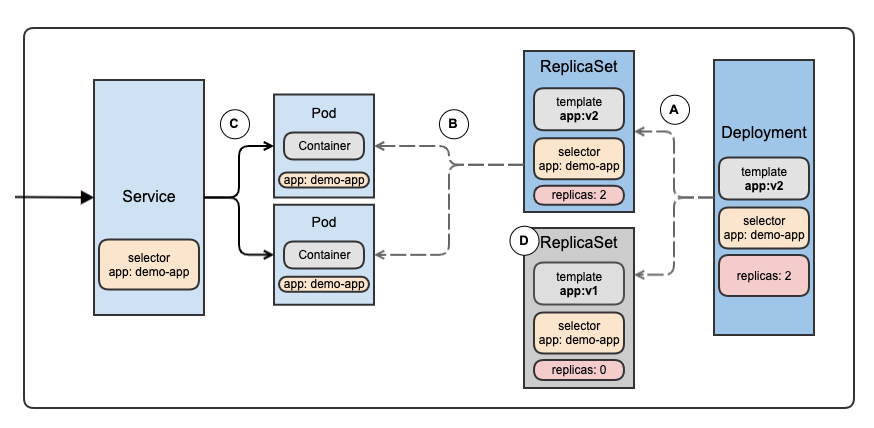 Service
selector
app: demo-app
C
Pod
Container
app: demo-app
Pod
Container
app: demo-app
B
ReplicaSet
template
app:v2
selector
app: demo-app
replicas: 2
D
ReplicaSet
template
app:v1
selector
app: demo-app
replicas: 0
A
Deployment
template
app:v2
selector
app: demo-app
replicas: 2